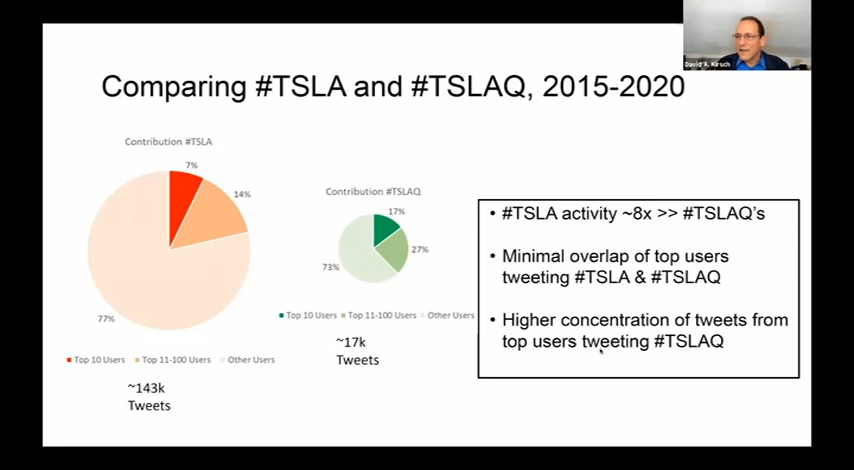 David A. Kirsch
Comparing #TSLA and #TSLAQ, 2015-2020
Contribution #TSLA
7%
14%
77%
Top 10 Users Top 11-100 Users Other Users
~143k
Tweets
Contribution #TSLAQ
17%
27%
73%
Top 10 Users Top 11-100 Users Other Users
~17k
Tweets
• #TSLA activity ~8x >> #TSLAQ's
• Minimal overlap of top users
tweeting #TSLA & #TSLAQ
• Higher concentration of tweets from
top users tweeting #TSLAQ